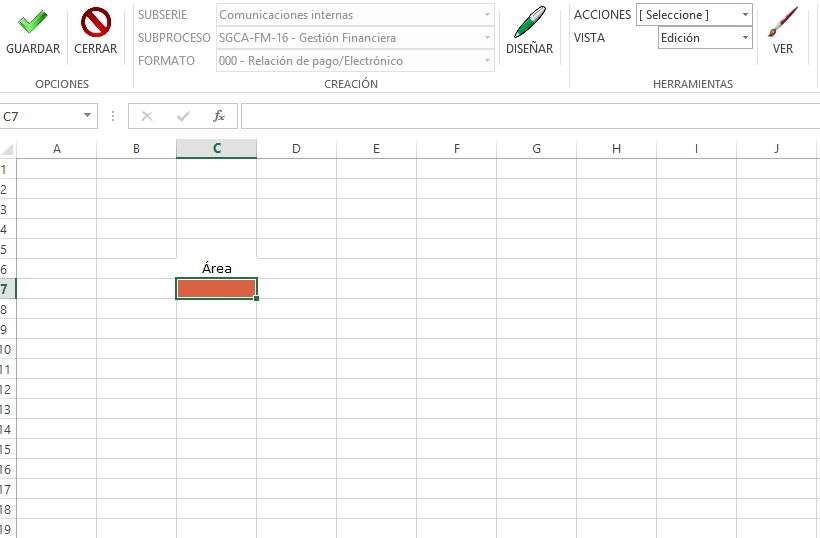 GUARDAR
CERRAR
OPCIONES
SUBSERIE Comunicaciones internas
SUBPROCESO SGCA-FM-16 - Gestión Financiera
FORMATO 000 - Relación de pago/Electrónico
CREACIÓN
DISEÑAR
ACCIONES [ Seleccione ]
VISTA Edición
VER
HERRAMIENTAS
C7 fx
A B C D E F G H I J
1
2
3
4
5
6 Área
7
8
9
10
11
12
13
14
15
16
17
18
19